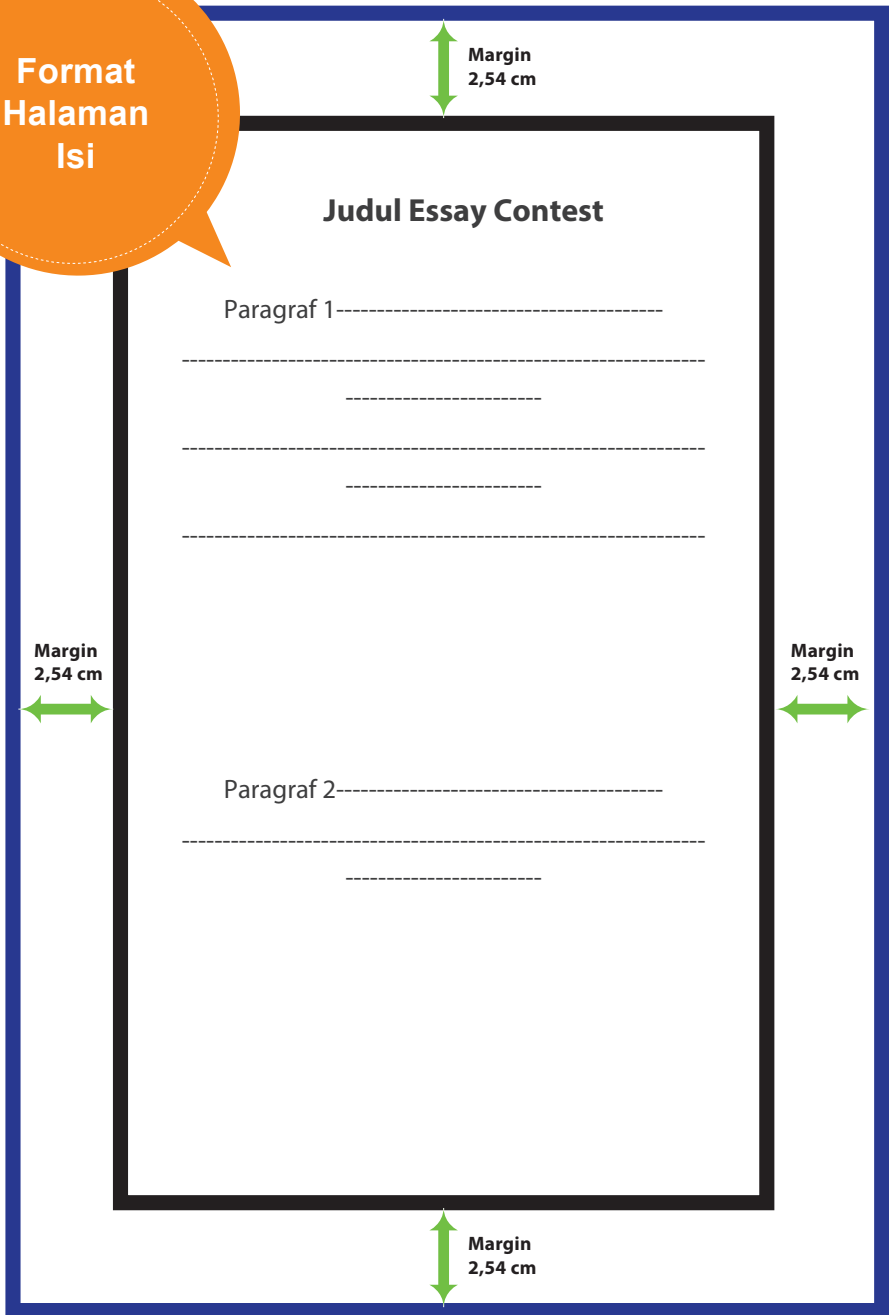 Format
Halaman
Isi
Margin
2,54 cm
Judul Essay Contest
Paragraf 1----------------------------------------
----------------------------------------------------------------
------------------------
----------------------------------------------------------------
------------------------
----------------------------------------------------------------
Margin
2,54 cm
Margin
2,54 cm
Paragraf 2----------------------------------------
----------------------------------------------------------------
------------------------
Margin
2,54 cm